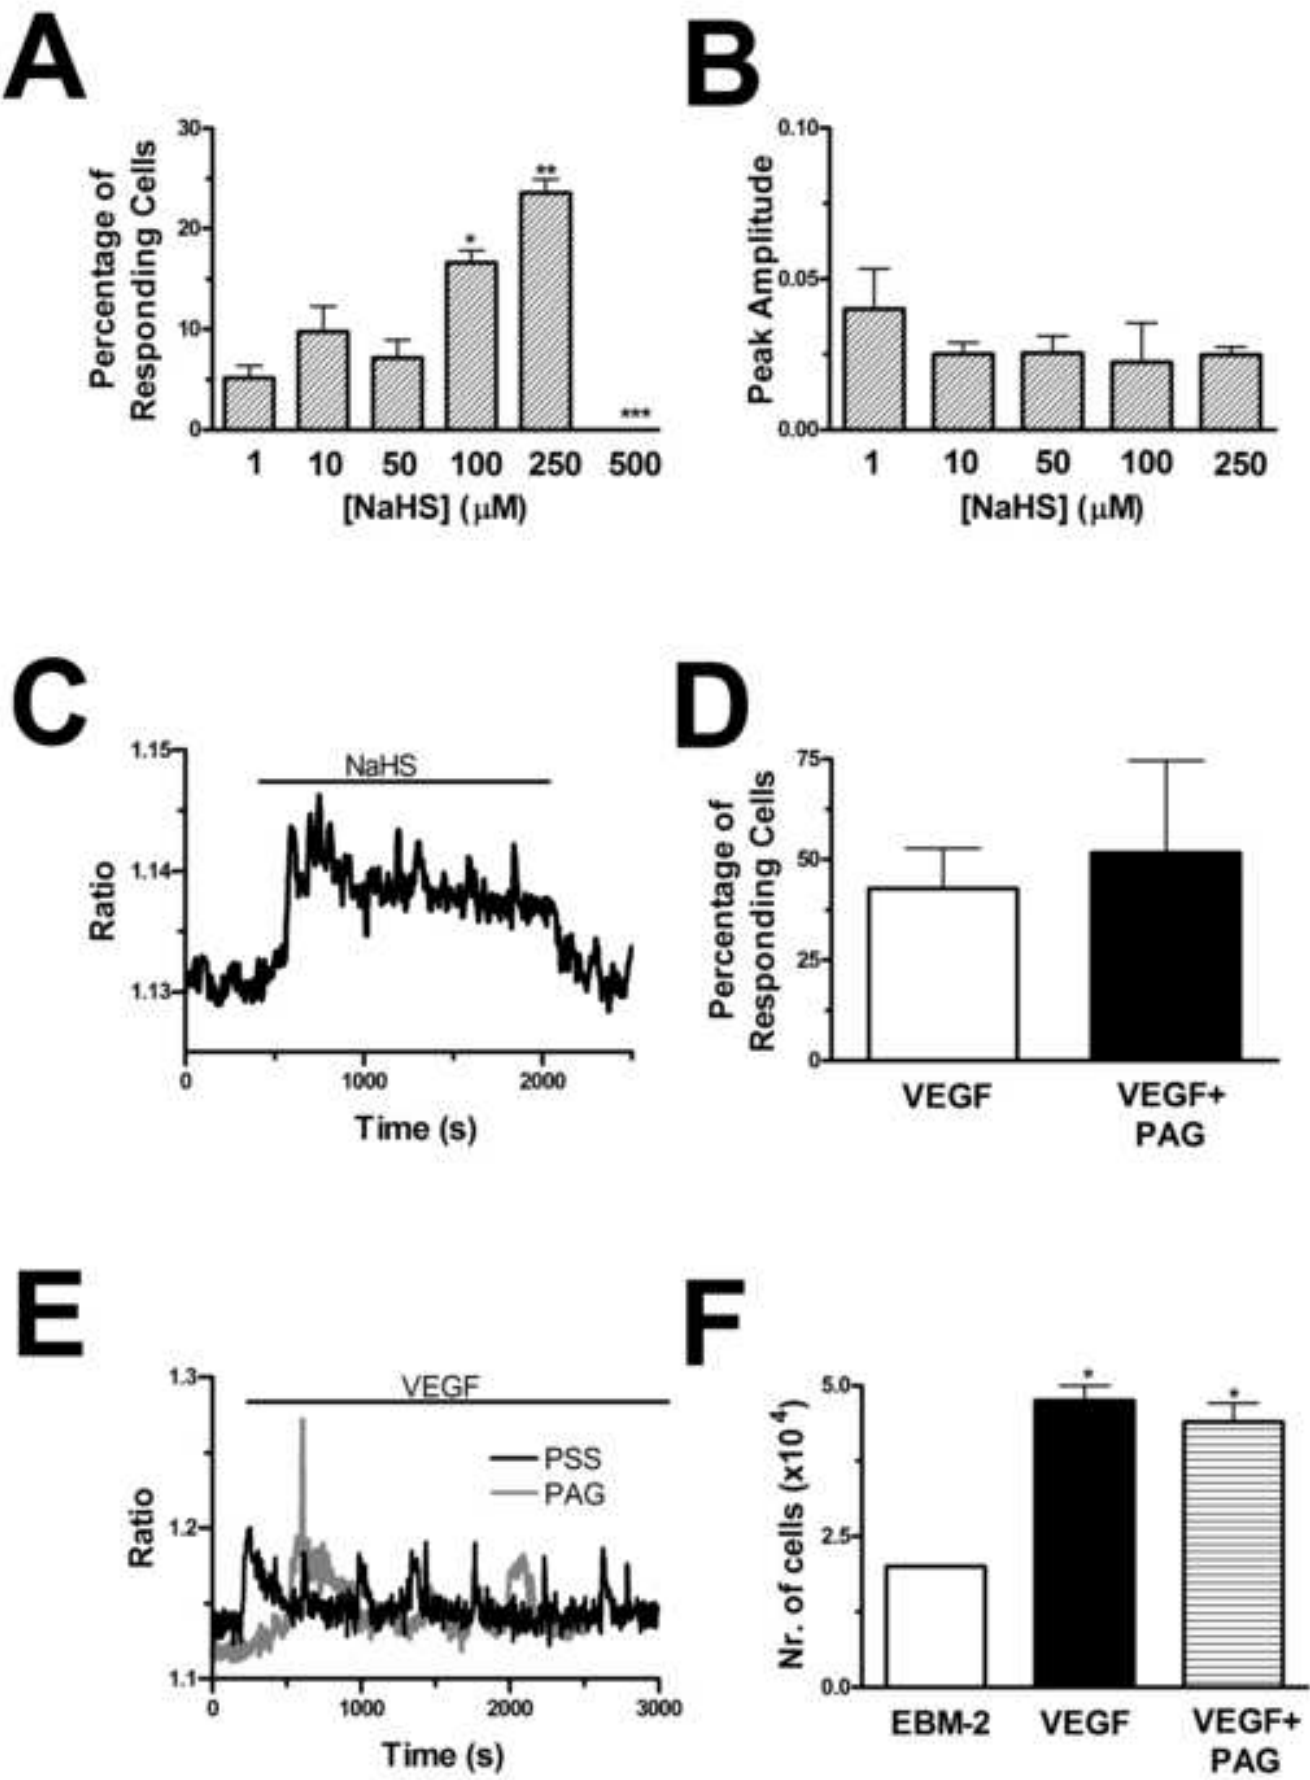 A
Percentage of
Responding Cells
30
20
10
0
*
**
***
1 10 50 100 250 500
[NaHS] (μM)
B
Peak Amplitude
0.10
0.05
0.00
1 10 50 100 250
[NaHS] (μM)
C
Ratio
1.15
1.14
1.13
NaHS
0 1000 2000
Time (s)
D
Percentage of
Responding Cells
75
50
25
0
VEGF
VEGF+
PAG
E
Ratio
1.3
1.2
1.1
VEGF
PSS
PAG
0 1000 2000 3000
Time (s)
F
Nr. of cells (x10⁴)
5.0
2.5
0.0
*
*
EBM-2
VEGF
VEGF+
PAG